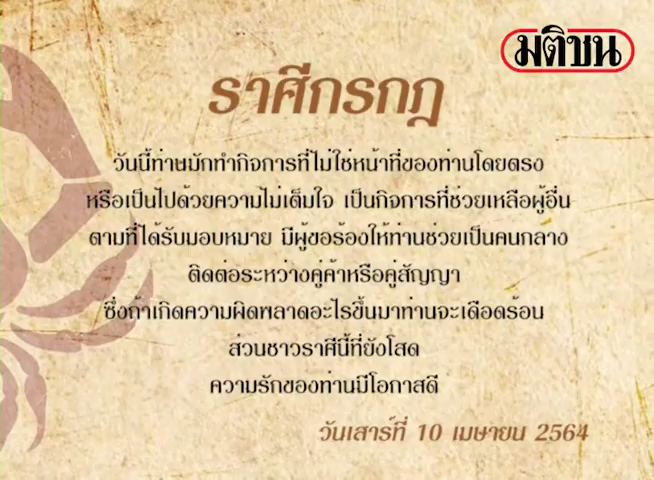 มติชน
ราศีกรกฎ
วันนี้ท่านมักทำกิจการที่ไม่ใช่หน้าที่ของท่านโดยตรง
หรือเป็นไปด้วยความไม่เต็มใจ เป็นกิจการที่ช่วยเหลือผู้อื่น
ตามที่ได้รับมอบหมาย มีผู้ขอร้องให้ท่านช่วยเป็นคนกลาง
ติดต่อระหว่างคู่ค้าหรือคู่สัญญา
ซึ่งถ้าเกิดความผิดพลาดอะไรขึ้นมาท่านจะเดือดร้อน
ส่วนชาวราศีนี้ที่ยังโสด
ความรักของท่านมีโอกาสดี
วันเสาร์ที่ 10 เมษายน 2564